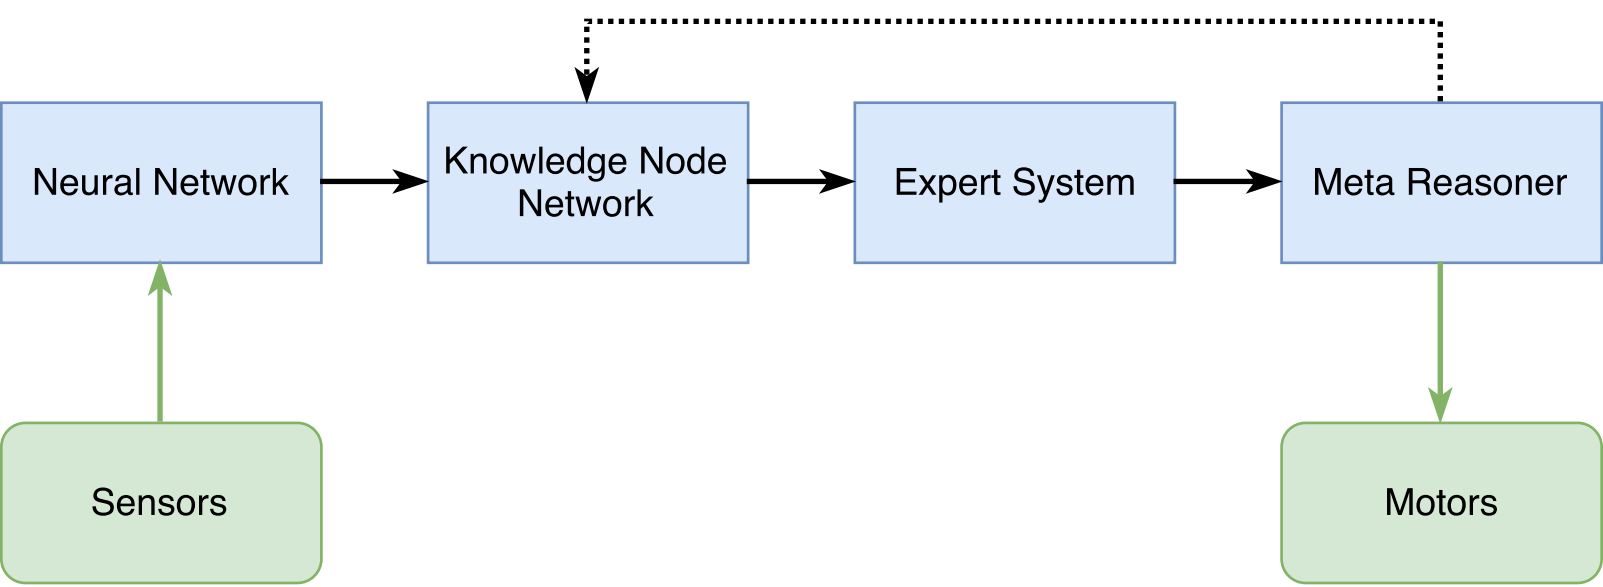 Neural Network
Knowledge Node
Network
Expert System
Meta Reasoner
Sensors
Motors